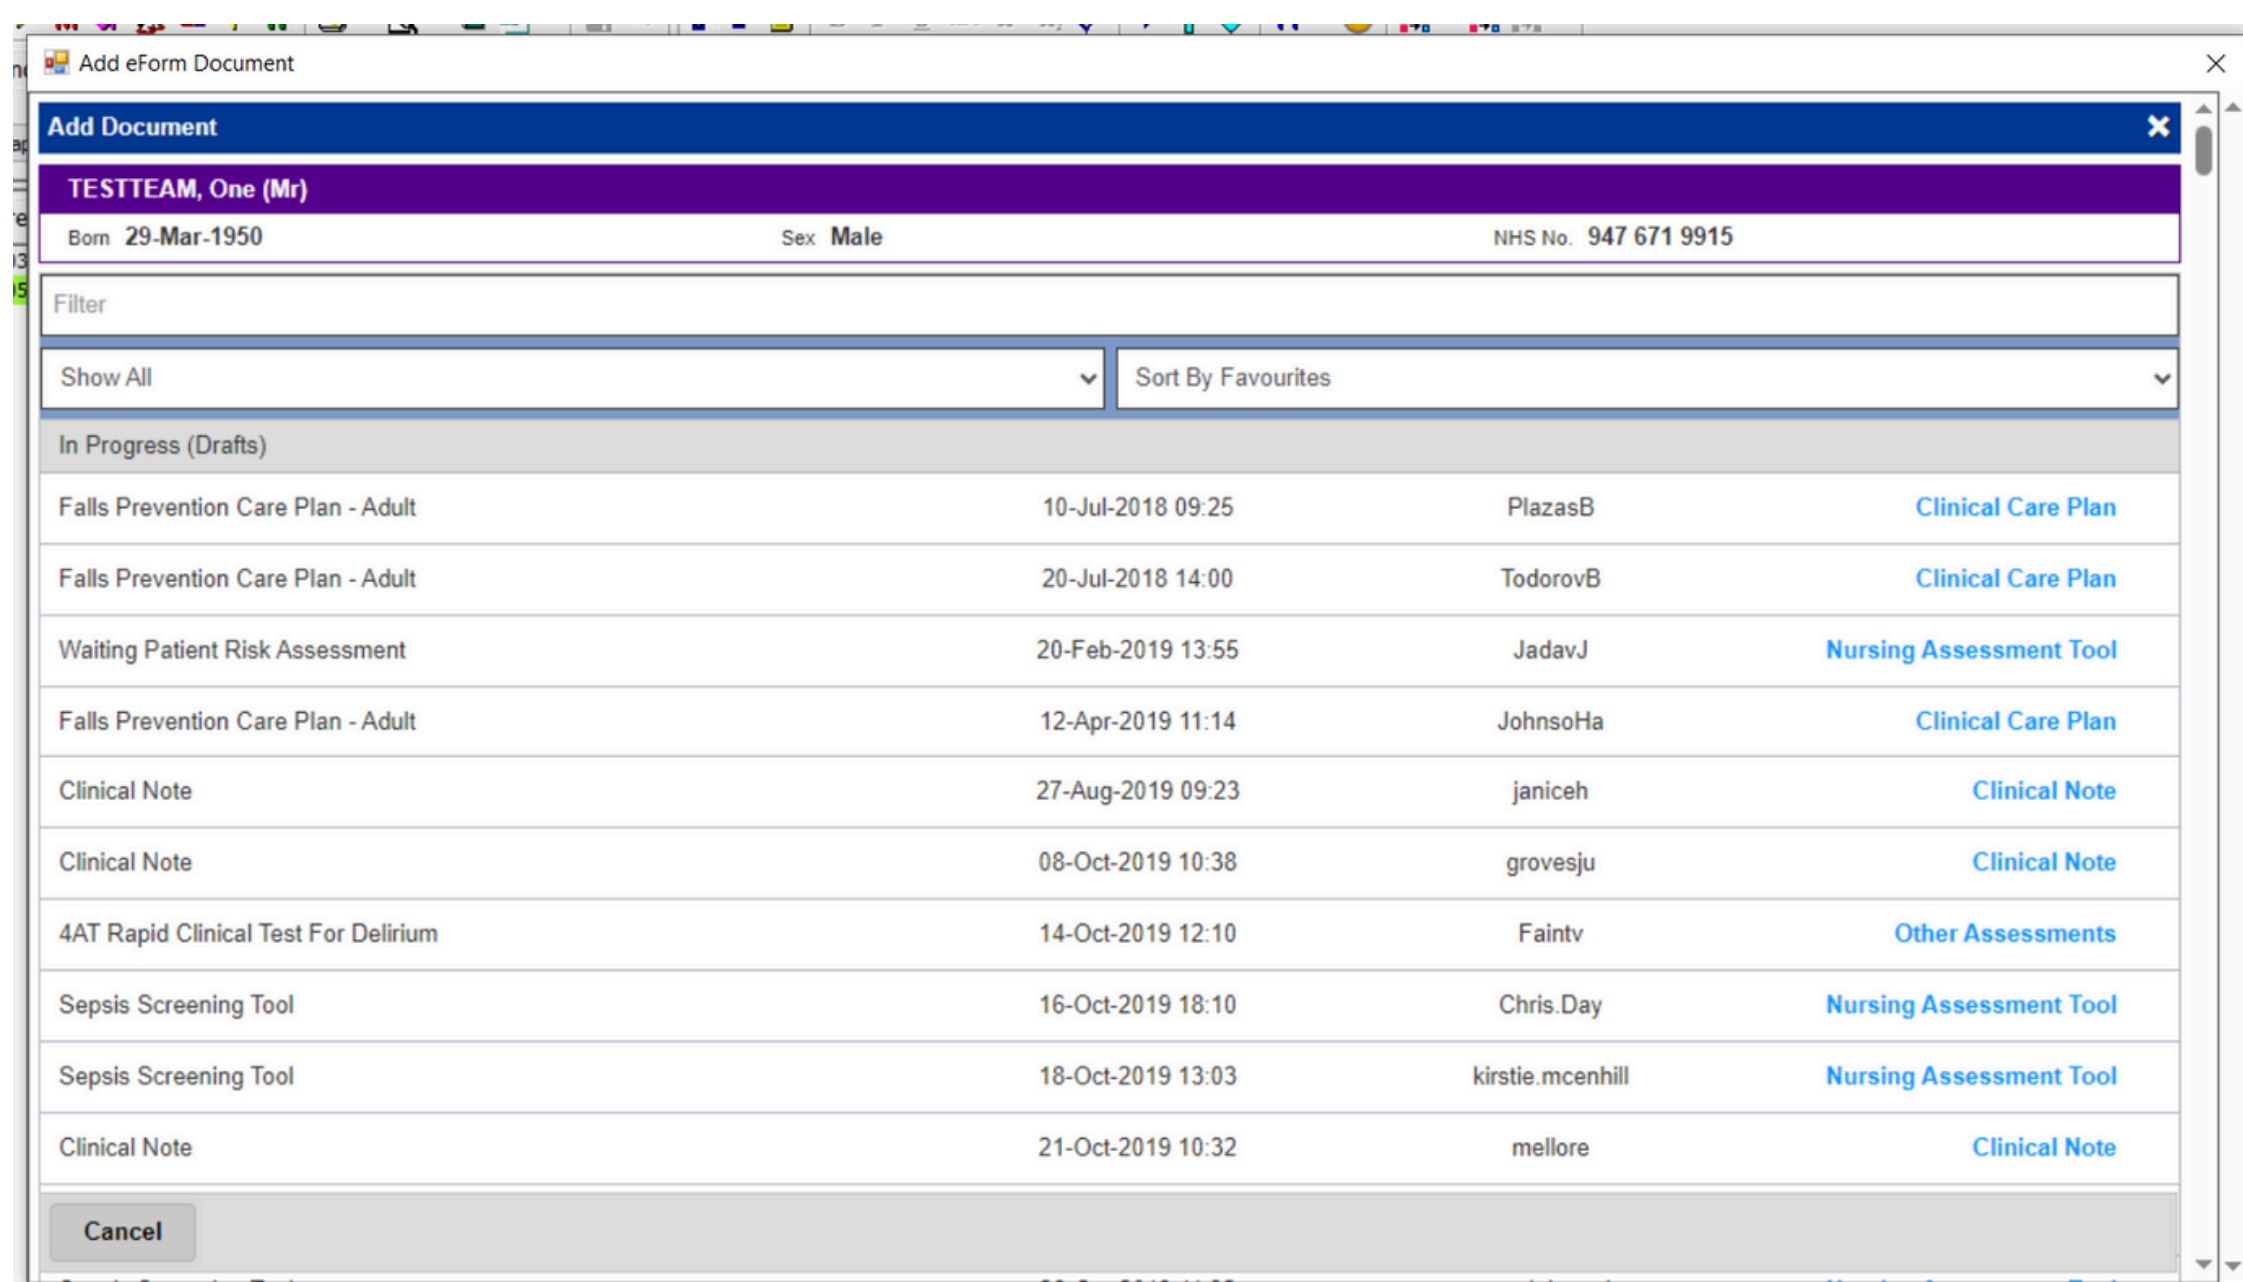 Add eForm Document
Add Document
TESTTEAM, One (Mr)
Born 29-Mar-1950 Sex Male NHS No. 947 671 9915
Filter
Show All Sort By Favourites
In Progress (Drafts)
Falls Prevention Care Plan - Adult 10-Jul-2018 09:25 PlazasB Clinical Care Plan
Falls Prevention Care Plan - Adult 20-Jul-2018 14:00 TodorovB Clinical Care Plan
Waiting Patient Risk Assessment 20-Feb-2019 13:55 JadavJ Nursing Assessment Tool
Falls Prevention Care Plan - Adult 12-Apr-2019 11:14 JohnsoHa Clinical Care Plan
Clinical Note 27-Aug-2019 09:23 janiceh Clinical Note
Clinical Note 08-Oct-2019 10:38 grovesju Clinical Note
4AT Rapid Clinical Test For Delirium 14-Oct-2019 12:10 Faintv Other Assessments
Sepsis Screening Tool 16-Oct-2019 18:10 Chris.Day Nursing Assessment Tool
Sepsis Screening Tool 18-Oct-2019 13:03 kirstie.mcenhill Nursing Assessment Tool
Clinical Note 21-Oct-2019 10:32 mellore Clinical Note
Cancel